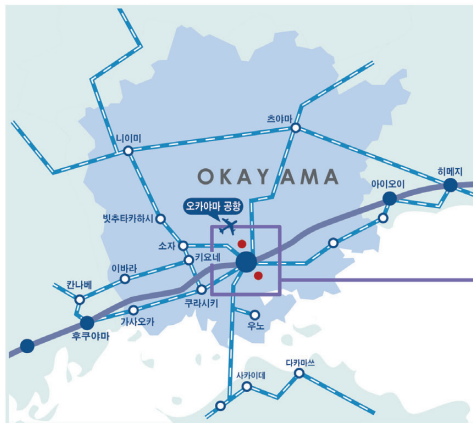 츠야마
니이미
히메지
OKAYAMA
아이오이
오카야마 공항
빗추타카하시
소자
키요네
이바라
칸나베
쿠라시키
가사오카
후쿠야마
우노
다카마쓰
사카이데